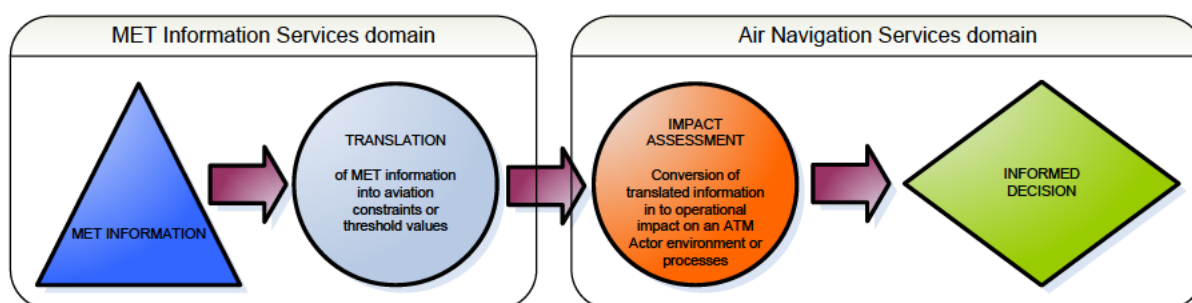 MET Information Services domain
Air Navigation Services domain
MET INFORMATION
TRANSLATION
of MET information
into aviation
constraints or
threshold values
IMPACT
ASSESSMENT
Conversion of
translated information
in to operational
impact on an ATM
Actor environment or
processes
INFORMED
DECISION